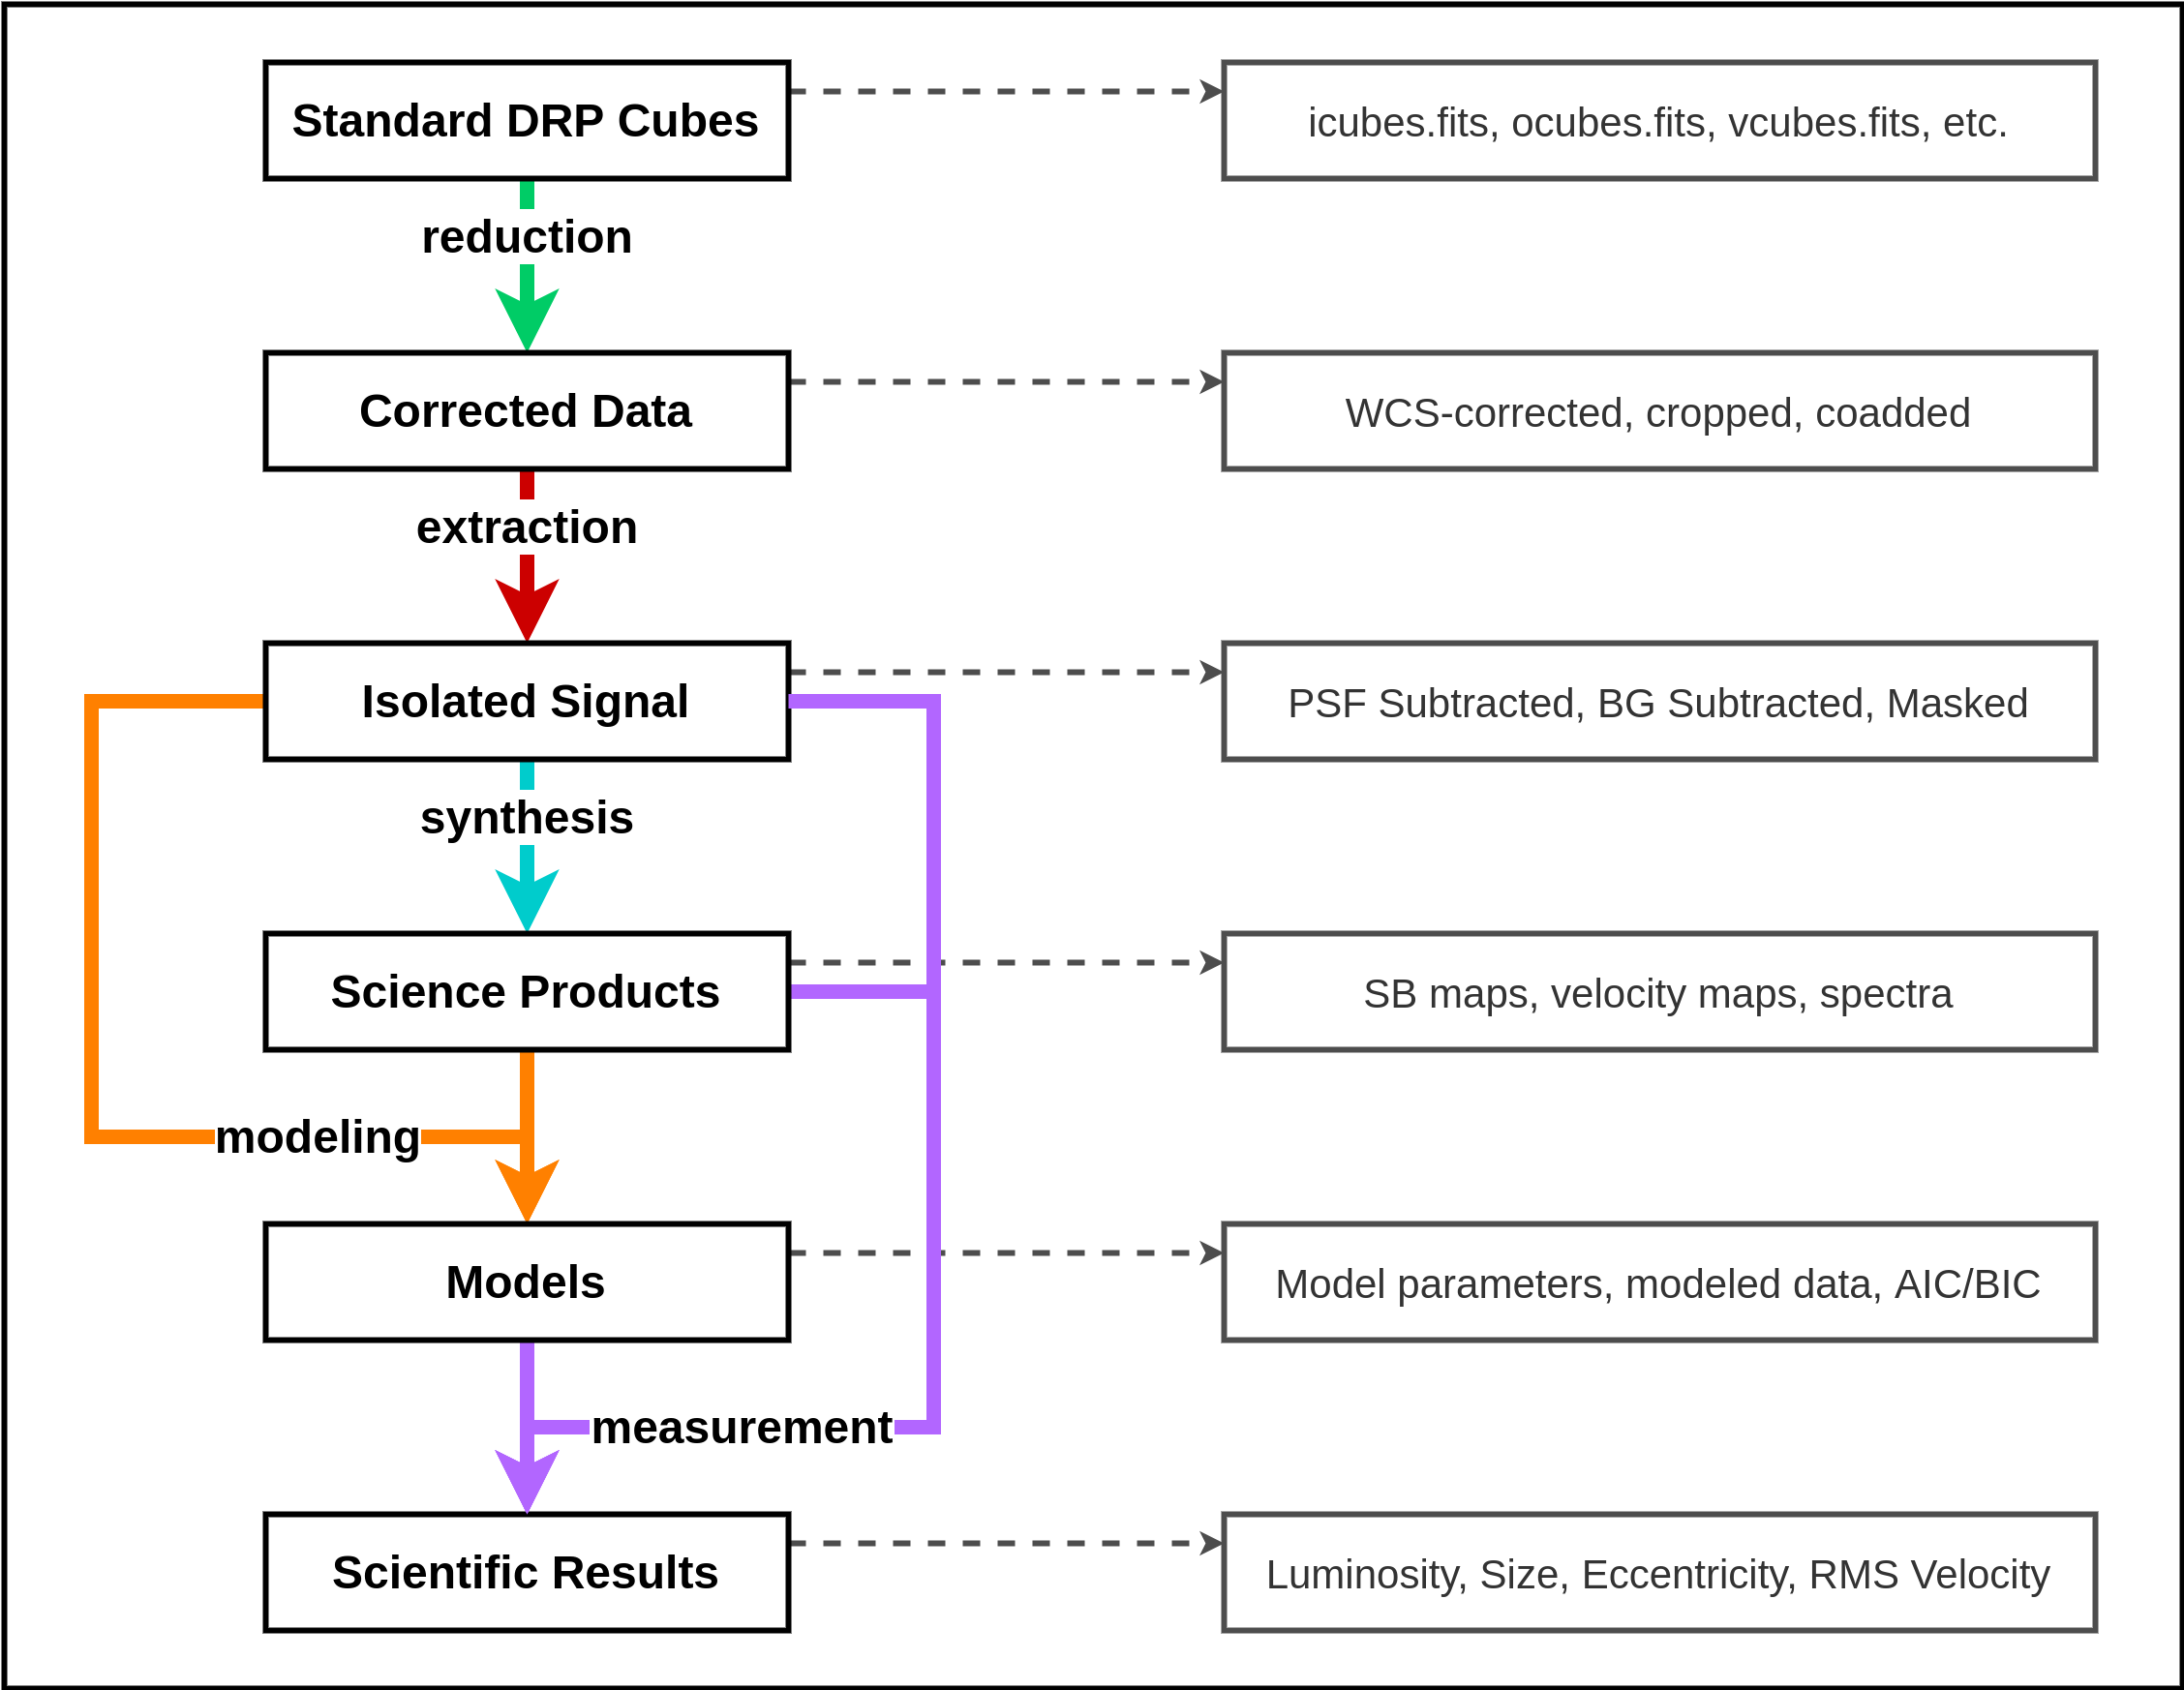 Standard DRP Cubes
icubes.fits, ocubes.fits, vcubes.fits, etc.
reduction
Corrected Data
WCS-corrected, cropped, coadded
extraction
Isolated Signal
PSF Subtracted, BG Subtracted, Masked
synthesis
Science Products
SB maps, velocity maps, spectra
modeling
Models
Model parameters, modeled data, AIC/BIC
measurement
Scientific Results
Luminosity, Size, Eccentricity, RMS Velocity